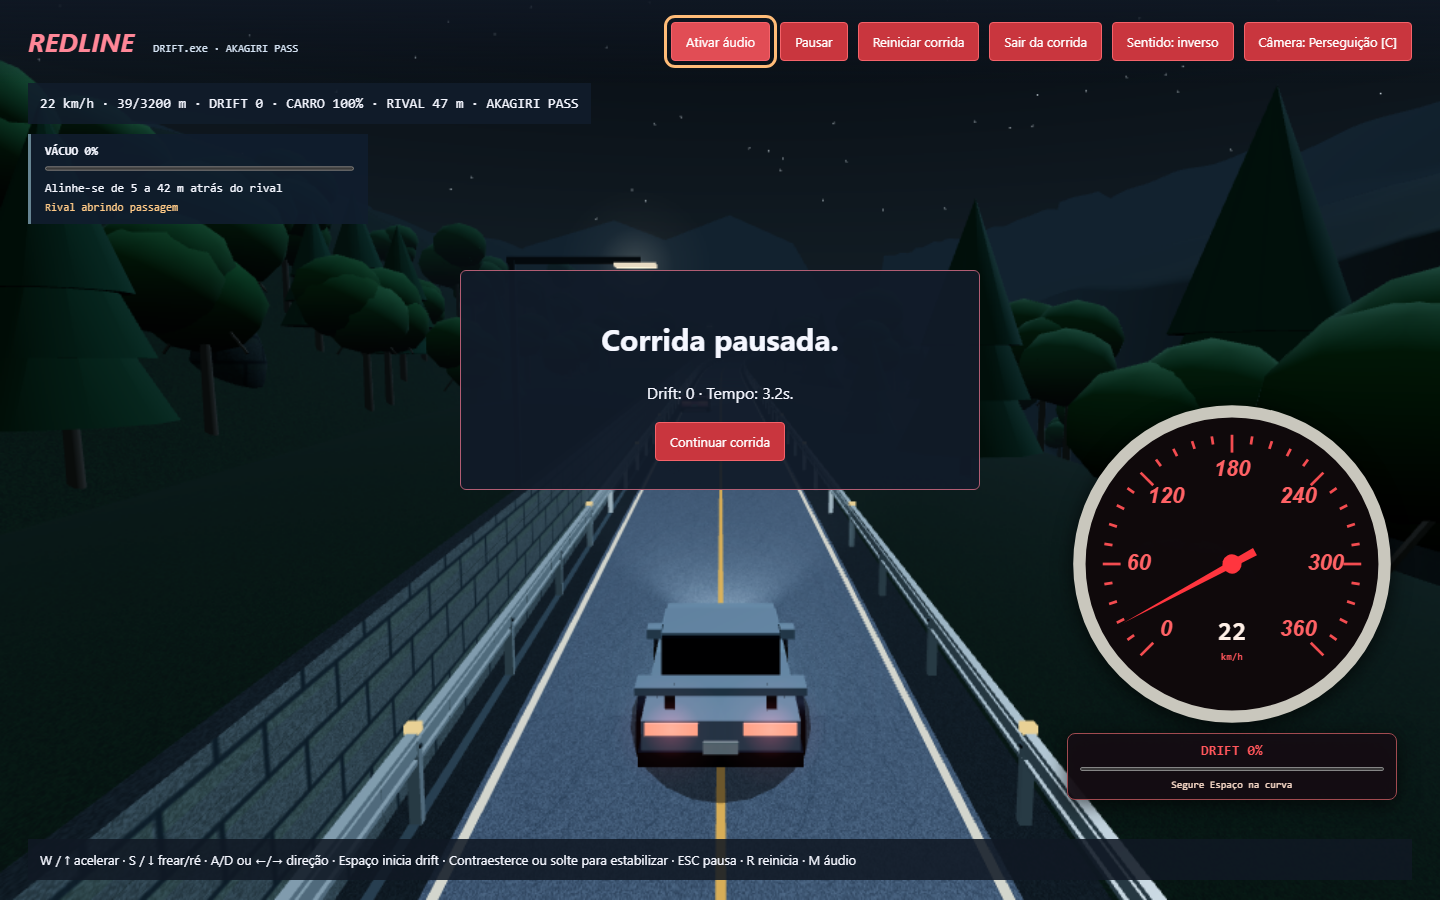 REDLINE DRIFT.exe · AKAGIRI PASS
Ativar áudio Pausar Reiniciar corrida Sair da corrida Sentido: inverso Câmera: Perseguição [C]
22 km/h · 39/3200 m · DRIFT 0 · CARRO 100% · RIVAL 47 m · AKAGIRI PASS
VÁCUO 0%
Alinhe-se de 5 a 42 m atrás do rival
Rival abrindo passagem
Corrida pausada.
Drift: 0 · Tempo: 3.2s.
Continuar corrida
180
120 240
60 300
0 22 360
km/h
DRIFT 0%
Segure Espaço na curva
W / ↑ acelerar · S / ↓ frear/ré · A/D ou ←/→ direção · Espaço inicia drift · Contraesterce ou solte para estabilizar · ESC pausa · R reinicia · M áudio